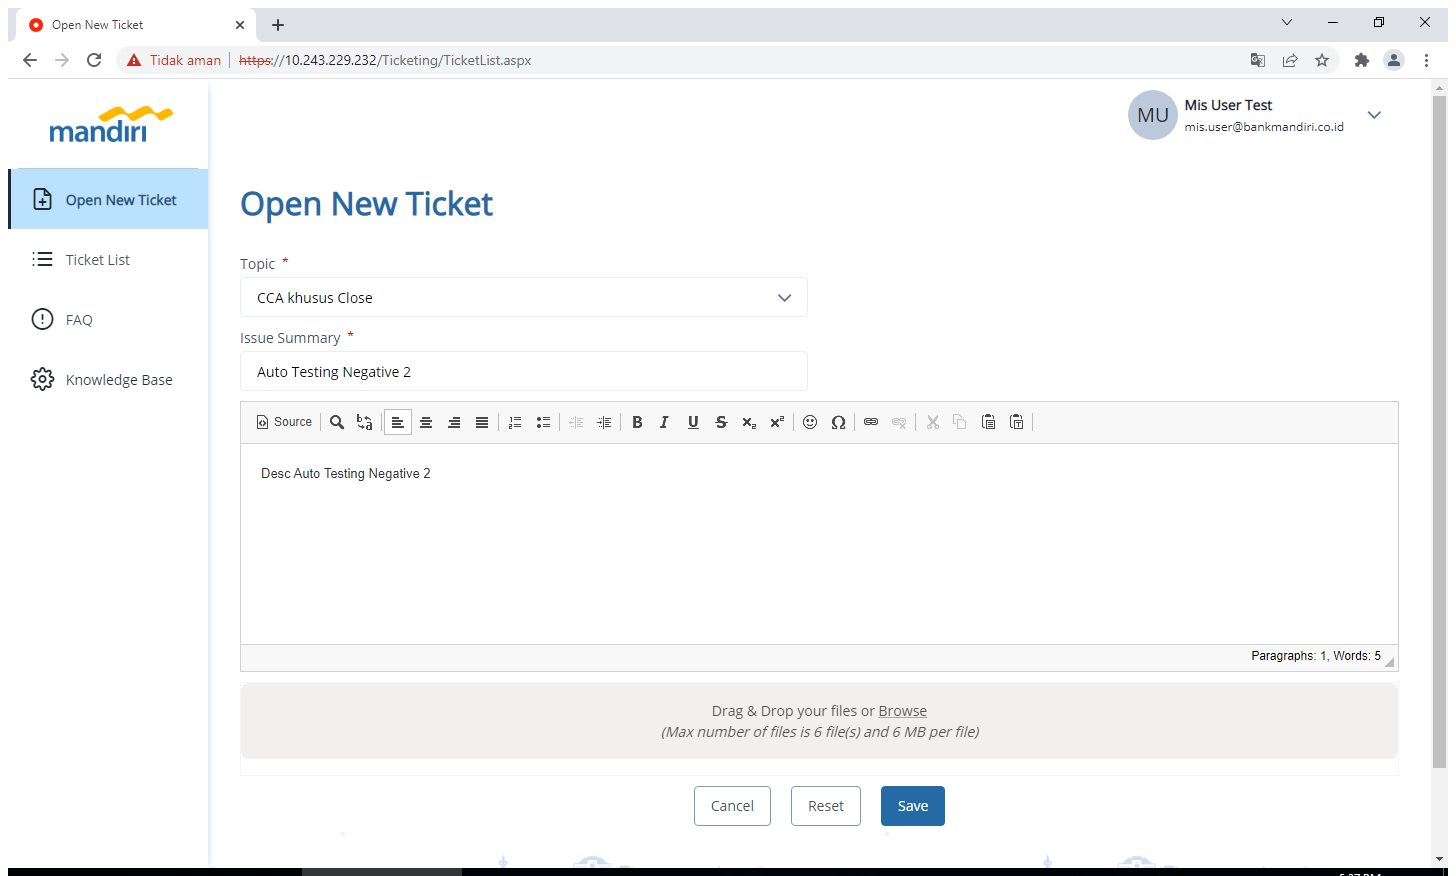 Open New Ticket
Tidak aman https://10.243.229.232/Ticketing/TicketList.aspx
mandiri
MU
Mis User Test
mis.user@bankmandiri.co.id
Open New Ticket
Ticket List
FAQ
Knowledge Base
Open New Ticket
Topic *
CCA khusus Close
Issue Summary *
Auto Testing Negative 2
Source
Desc Auto Testing Negative 2
Paragraphs: 1, Words: 5
Drag & Drop your files or Browse
(Max number of files is 6 file(s) and 6 MB per file)
Cancel Reset Save